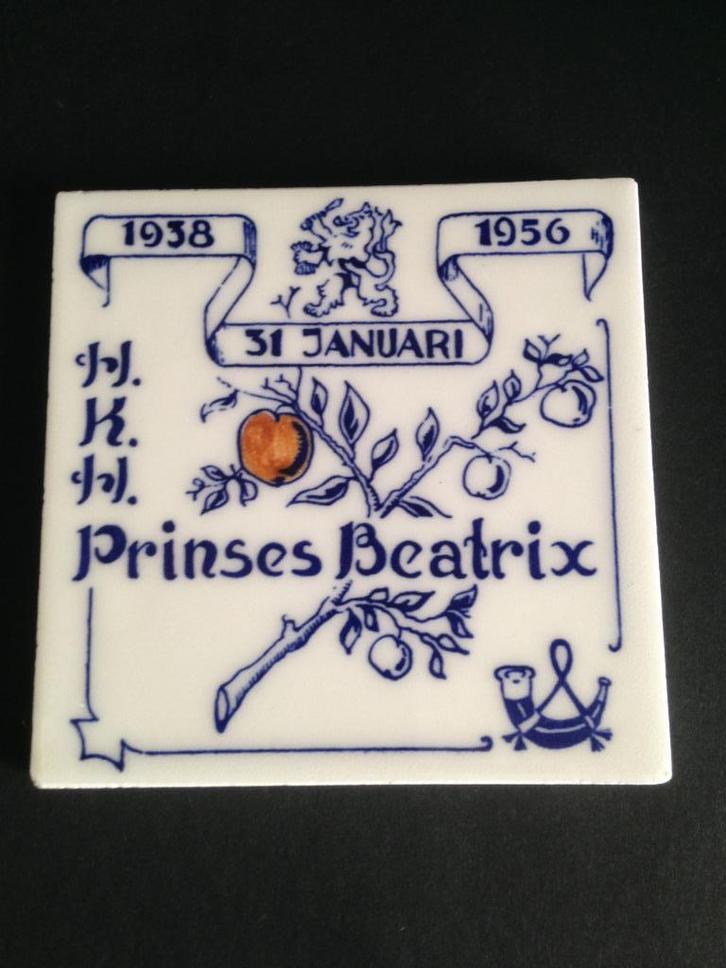 1938
1956
31 JANUARI
H.
K.
H.
Prinses Beatrix